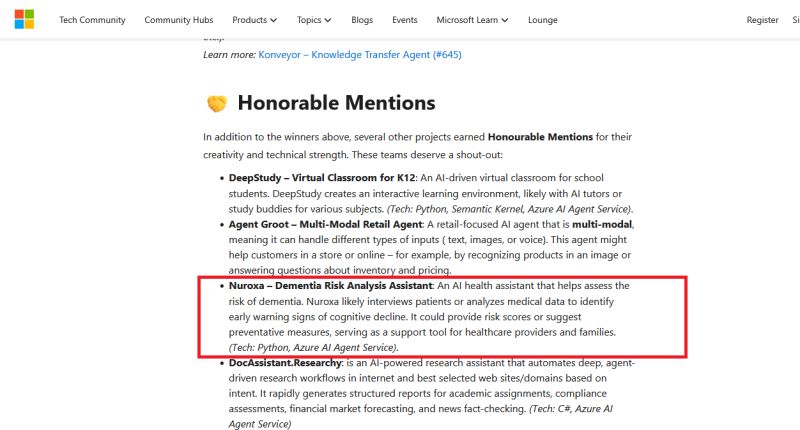 Tech Community Community Hubs Products Topics Blogs Events Microsoft Learn Lounge Register
Learn more: Konveyor – Knowledge Transfer Agent (#645)
Honorable Mentions
In addition to the winners above, several other projects earned Honourable Mentions for their
creativity and technical strength. These teams deserve a shout-out:
• DeepStudy – Virtual Classroom for K12: An AI-driven virtual classroom for school
students. DeepStudy creates an interactive learning environment, likely with AI tutors or
study buddies for various subjects. (Tech: Python, Semantic Kernel, Azure AI Agent Service).
• Agent Groot – Multi-Modal Retail Agent: A retail-focused AI agent that is multi-modal,
meaning it can handle different types of inputs ( text, images, or voice). This agent might
help customers in a store or online – for example, by recognizing products in an image or
answering questions about inventory and pricing.
• Nuroxa – Dementia Risk Analysis Assistant: An AI health assistant that helps assess the
risk of dementia. Nuroxa likely interviews patients or analyzes medical data to identify
early warning signs of cognitive decline. It could provide risk scores or suggest
preventative measures, serving as a support tool for healthcare providers and families.
(Tech: Python, Azure AI Agent Service).
• DocAssistant.Researchy: is an AI-powered research assistant that automates deep, agent-
driven research workflows in internet and best selected web sites/domains based on
intent. It rapidly generates structured reports for academic assignments, compliance
assessments, financial market forecasting, and news fact-checking. (Tech: C#, Azure AI
Agent Service)